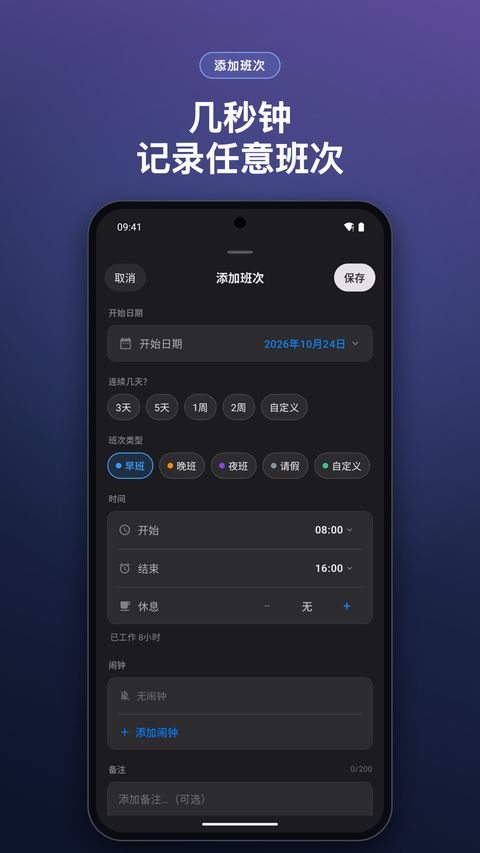 添加班次
几秒钟
记录任意班次
09:41
取消
添加班次
保存
开始日期
开始日期
2026年10月24日
连续几天?
3天
5天
1周
2周
自定义
班次类型
早班
晚班
夜班
请假
自定义
时间
开始
08:00
结束
16:00
休息
− 无 +
已工作 8小时
闹钟
无闹钟
+ 添加闹钟
备注
0/200
添加备注...（可选）